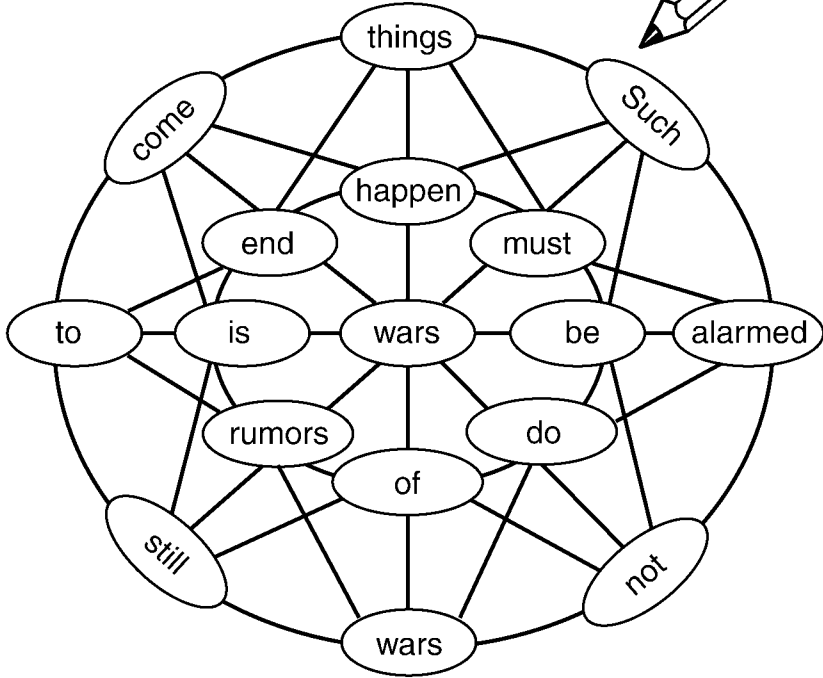 things
come
Such
happen
end
must
to
is
wars
be
alarmed
rumors
do
of
still
not
wars